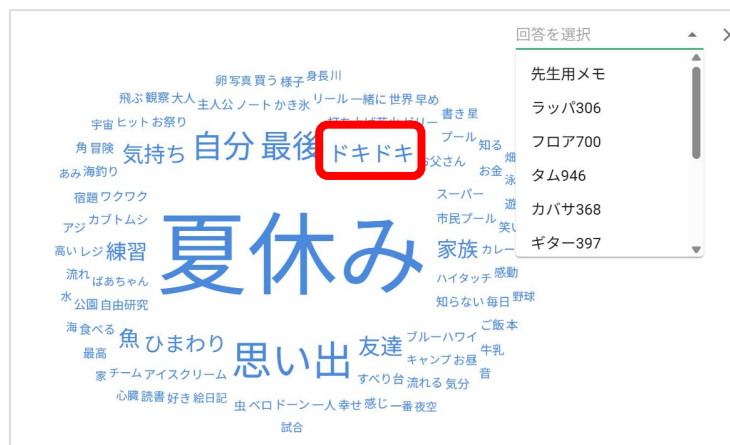 回答を選択
先生用メモ
ラッパ306
フロア700
タム946
カバサ368
ギター397
卵 写真 買う 様子 身長 川
飛ぶ 観察 大人 主人公 ノート かき氷 リール 一緒に 世界 早め
宇宙 ヒット お祭り 書き 星
角 冒険 気持ち 自分 最後 ドキドキ お父さん プール 知る 畑
あみ 海釣り お金 泳
宿題 ワクワク スーパー 遊
アジ カブトムシ 市民プール 笑い
高い レジ 練習 夏休み 家族 カレー
流れ ばあちゃん ハイタッチ 感動
水 公園 自由研究 知らない 毎日 野球
海 食べる 魚 ひまわり 思い出 友達 ブルーハワイ ご飯 本
最高 キャンプ お昼 牛乳
家 チーム アイスクリーム すべり台 流れる 気分 音
心臓 読書 好き 絵日記 虫 ベロ ドーン 一人 幸せ 感じ 一番 夜空
試合